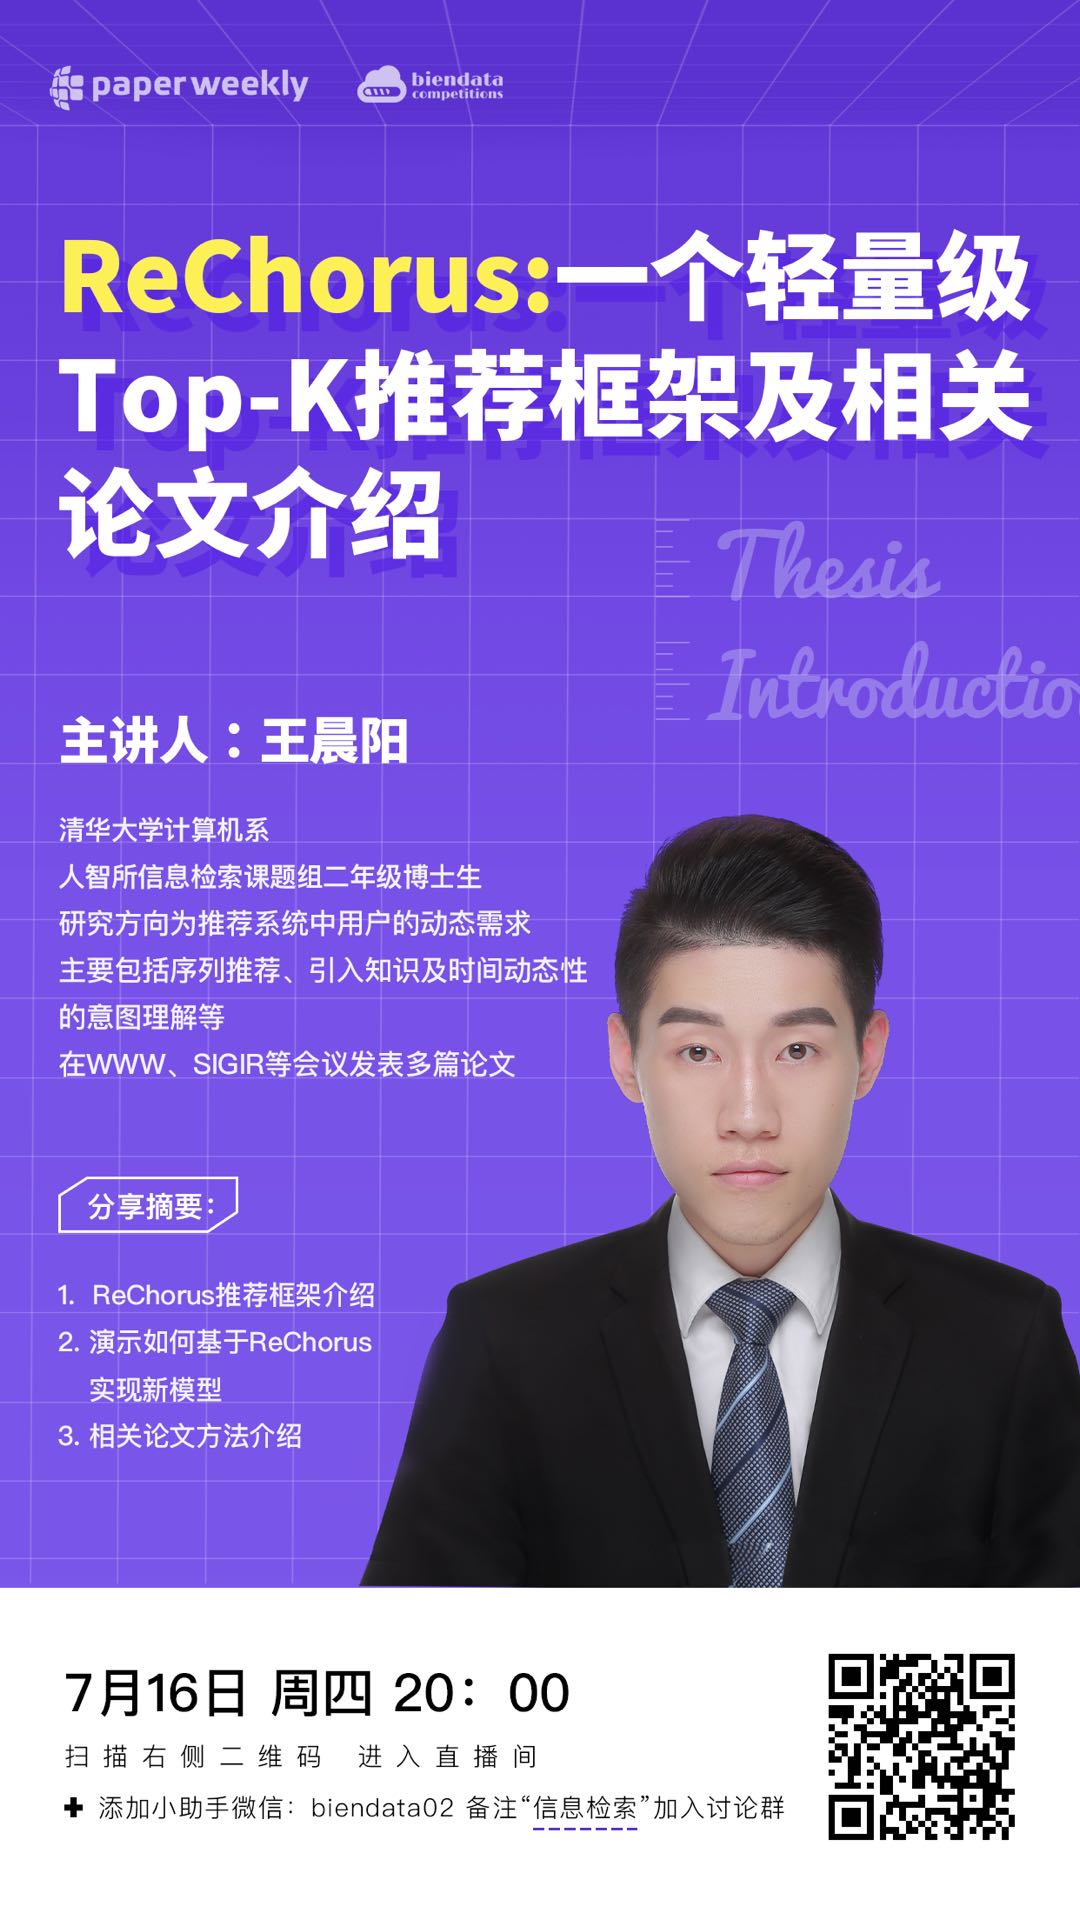 paperweekly
biendata
competitions
ReChorus:一个轻量级
Top-K推荐框架及相关
论文介绍
Thesis
Introductio
主讲人：王晨阳
清华大学计算机系
人智所信息检索课题组二年级博士生
研究方向为推荐系统中用户的动态需求
主要包括序列推荐、引入知识及时间动态性
的意图理解等
在WWW、SIGIR等会议发表多篇论文
分享摘要：
1. ReChorus推荐框架介绍
2. 演示如何基于ReChorus
实现新模型
3. 相关论文方法介绍
7月16日 周四 20：00
扫描右侧二维码 进入直播间
+ 添加小助手微信：biendata02 备注“信息检索”加入讨论群